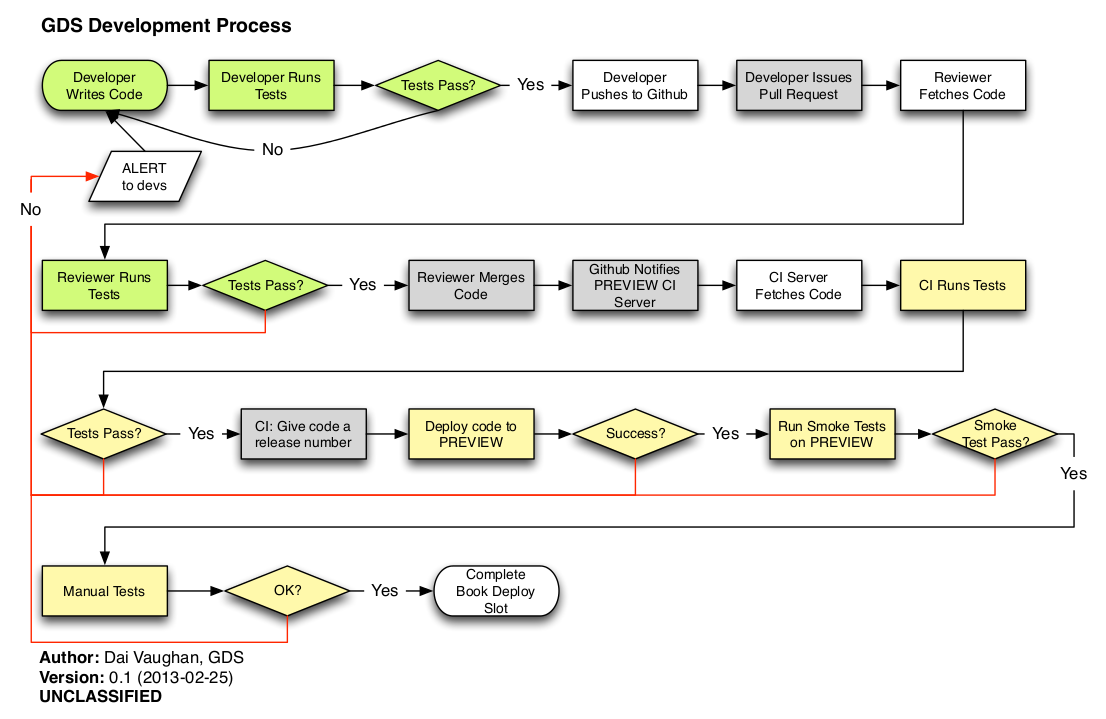 GDS Development Process
Developer
Writes Code
Developer Runs
Tests
Tests Pass?
Yes
Developer
Pushes to Github
Developer Issues
Pull Request
Reviewer
Fetches Code
No
ALERT
to devs
No
Reviewer Runs
Tests
Tests Pass?
Yes
Reviewer Merges
Code
Github Notifies
PREVIEW CI
Server
CI Server
Fetches Code
CI Runs Tests
Tests Pass?
Yes
CI: Give code a
release number
Deploy code to
PREVIEW
Success?
Yes
Run Smoke Tests
on PREVIEW
Smoke
Test Pass?
Yes
Manual Tests
OK?
Yes
Complete
Book Deploy
Slot
Author: Dai Vaughan, GDS
Version: 0.1 (2013-02-25)
UNCLASSIFIED